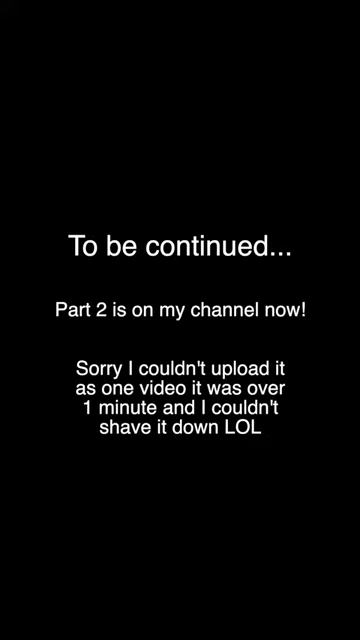 To be continued...
Part 2 is on my channel now!
Sorry I couldn't upload it
as one video it was over
1 minute and I couldn't
shave it down LOL